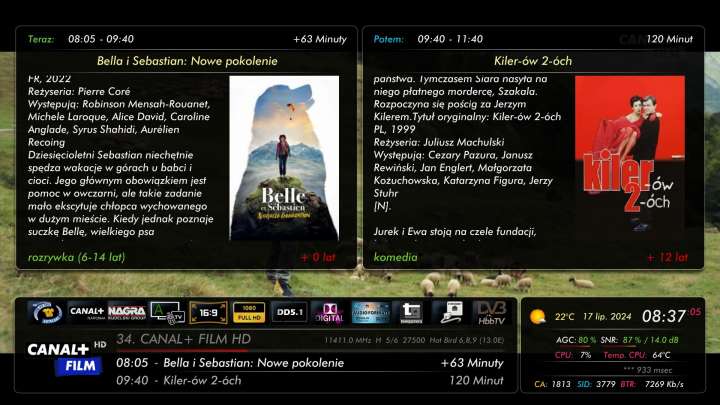 Teraz: 08:05 - 09:40 +63 Minuty
Bella i Sebastian: Nowe pokolenie
FR, 2022
Reżyseria: Pierre Coré
Występują: Robinson Mensah-Rouanet,
Michele Laroque, Alice David, Caroline
Anglade, Syrus Shahidi, Aurélien
Recoing
Dziesięcioletni Sebastian niechętnie
spędza wakacje w górach u babci i
cioci. Jego głównym obowiązkiem jest
pomoc w owczarni, ale takie zadanie
mało ekscytuje chłopca wychowanego
w dużym mieście. Kiedy jednak poznaje
suczkę Bellę, wielkiego psa
Belle
et Sébastien
rozrywka (6-14 lat) + 0 lat
Potem: 09:40 - 11:40 120 Minut
Kiler-ów 2-óch
państwa. Tymczasem Siara nasyła na
niego płatnego mordercę, Szakala.
Rozpoczyna się pościg za Jerzym
Kilerem.Tytuł oryginalny: Kiler-ów 2-óch
PL, 1999
Reżyseria: Juliusz Machulski
Występują: Cezary Pazura, Janusz
Rewiński, Jan Englert, Małgorzata
Kożuchowska, Katarzyna Figura, Jerzy
Stuhr
[N].
Jurek i Ewa stoją na czele fundacji,
kiler-ów
2-óch
komedia + 12 lat
CANAL+ NAGRA 16:9 1080 FULL HD DD5.1 DIGITAL DVB HbbTV
CANAL+ HD
FILM
34. CANAL+ FILM HD 11411.0 MHz H 5/6 27500 Hot Bird 6,8,9 (13.0E)
08:05 - Bella i Sebastian: Nowe pokolenie +63 Minuty
09:40 - Kiler-ów 2-óch 120 Minut
22°C 17 lip. 2024 08:37:05
AGC: 80 % SNR: 87 % / 14.0 dB
CPU: 7% Temp. CPU: 64°C
*** 933 msec
CA: 1813 SID: 3779 BTR: 7269 Kb/s